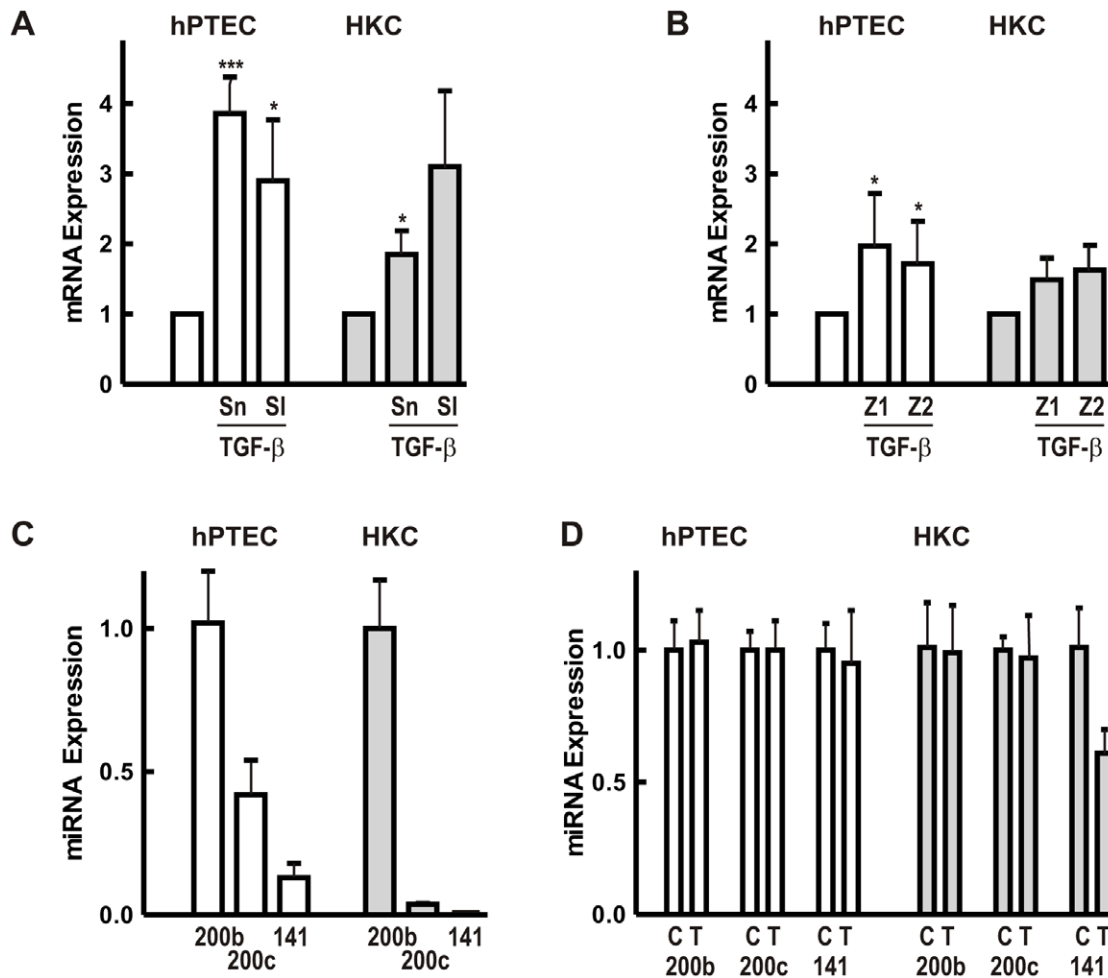 A
hPTEC HKC
mRNA Expression
4
3
2
1
0
*** * *
Sn Sl Sn Sl
TGF-β TGF-β
B
hPTEC HKC
mRNA Expression
4
3
2
1
0
* *
Z1 Z2 Z1 Z2
TGF-β TGF-β
C
hPTEC HKC
miRNA Expression
1.0
0.5
0.0
200b 141 200b 141
200c 200c
D
hPTEC HKC
miRNA Expression
1.0
0.5
0.0
C T C T C T C T C T C T
200b 200c 141 200b 200c 141